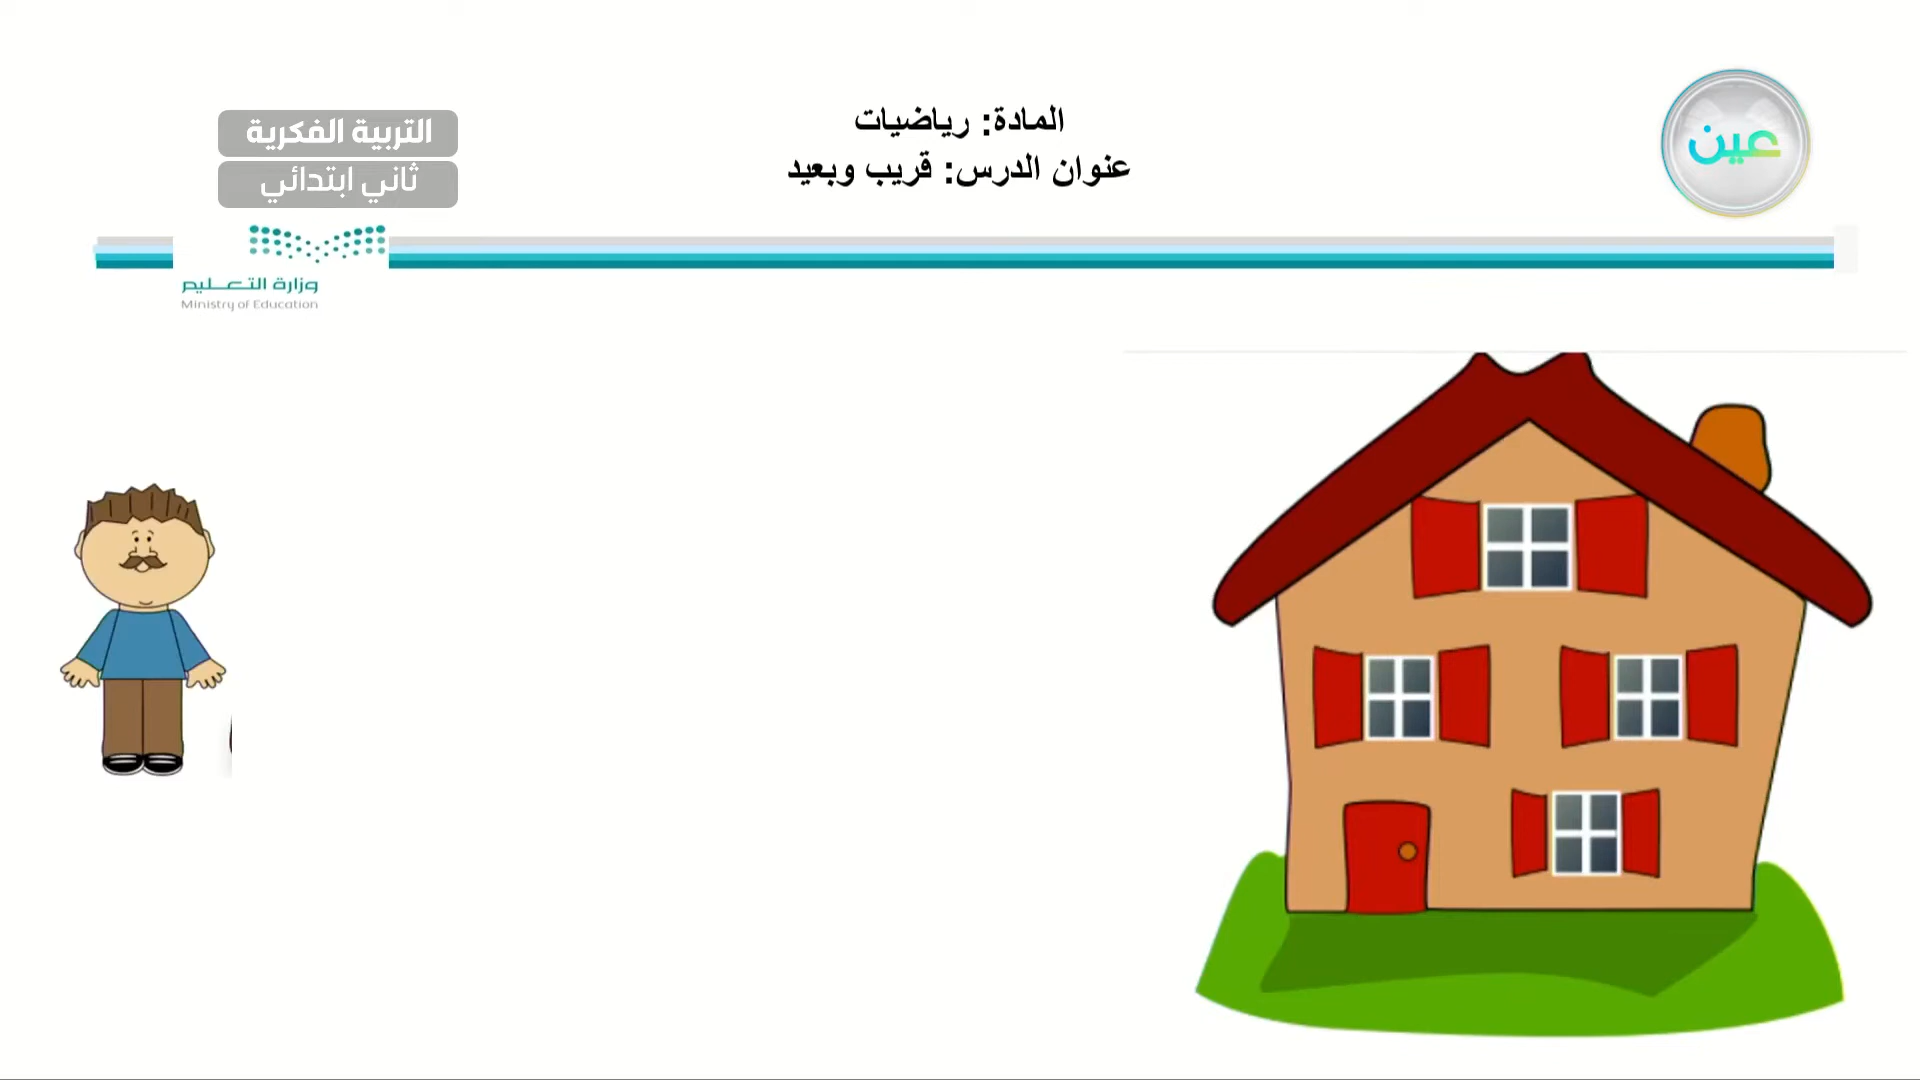 المادة: رياضيات
عنوان الدرس: قريب وبعيد
عين
التربية الفكرية
ثاني ابتدائي
وزارة التعليم
Ministry of Education